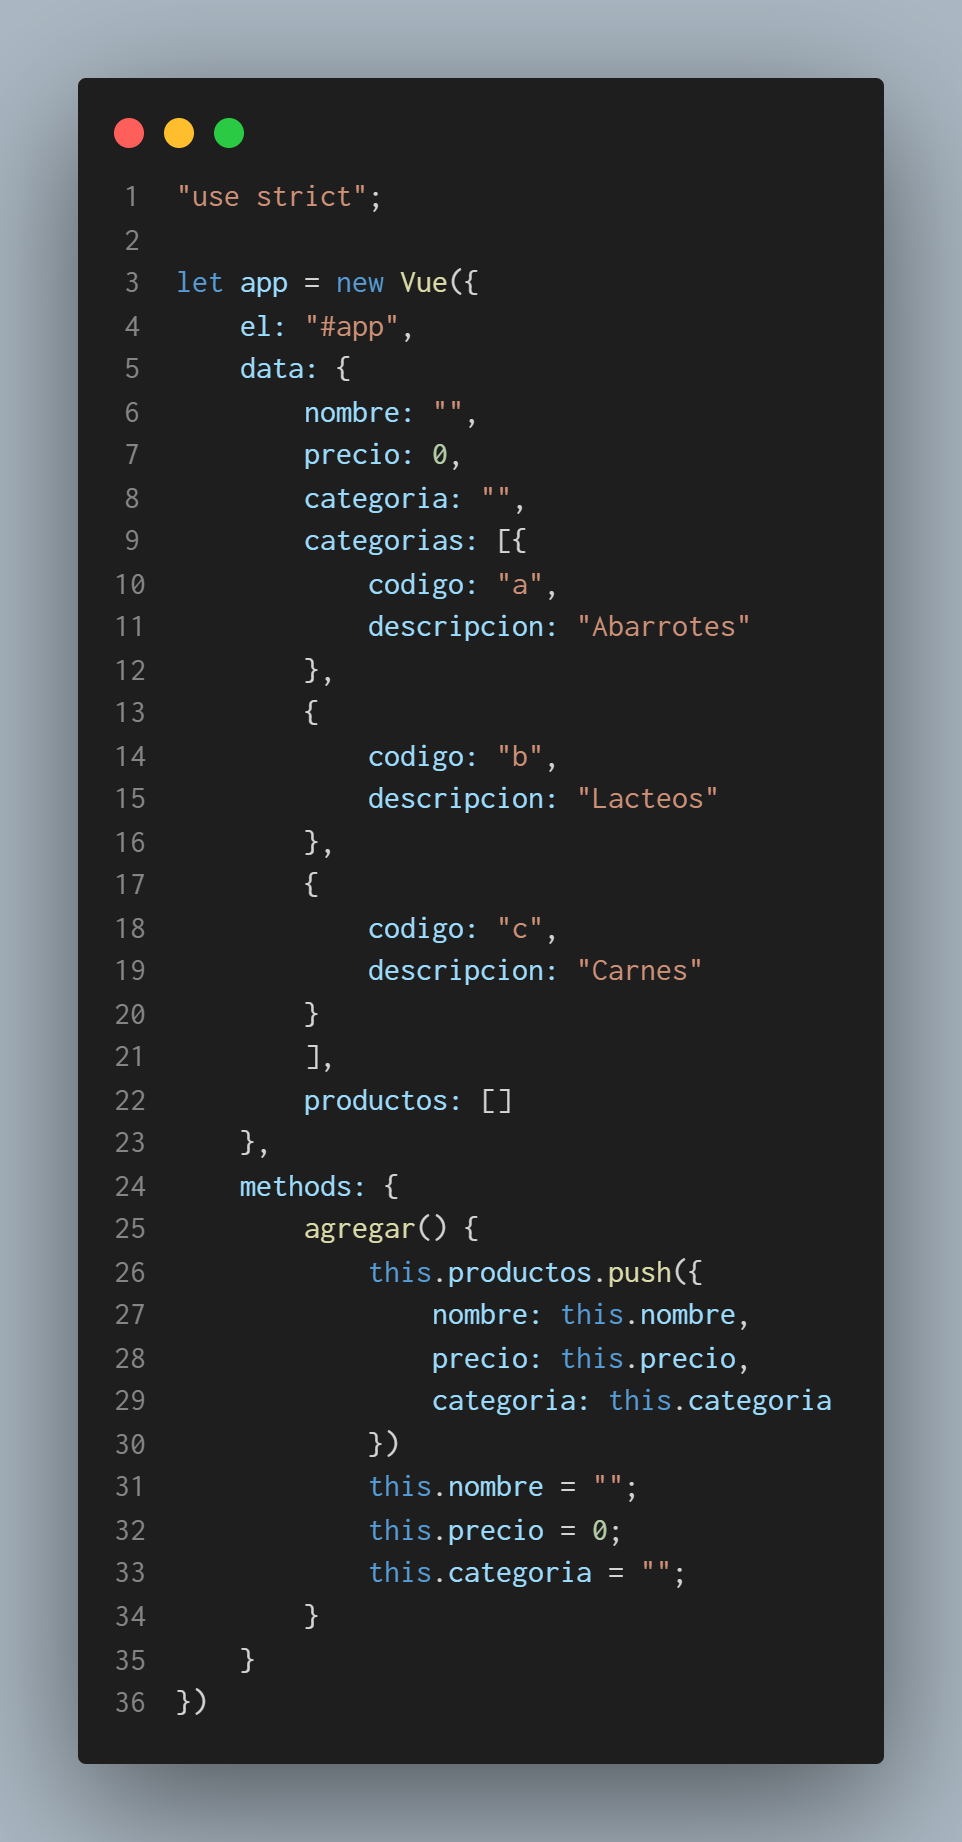 1 "use strict";
2
3 let app = new Vue({
4     el: "#app",
5     data: {
6         nombre: "",
7         precio: 0,
8         categoria: "",
9         categorias: [{
10             codigo: "a",
11             descripcion: "Abarrotes"
12         },
13         {
14             codigo: "b",
15             descripcion: "Lacteos"
16         },
17         {
18             codigo: "c",
19             descripcion: "Carnes"
20         }
21         ],
22         productos: []
23     },
24     methods: {
25         agregar() {
26             this.productos.push({
27                 nombre: this.nombre,
28                 precio: this.precio,
29                 categoria: this.categoria
30             })
31             this.nombre = "";
32             this.precio = 0;
33             this.categoria = "";
34         }
35     }
36 })